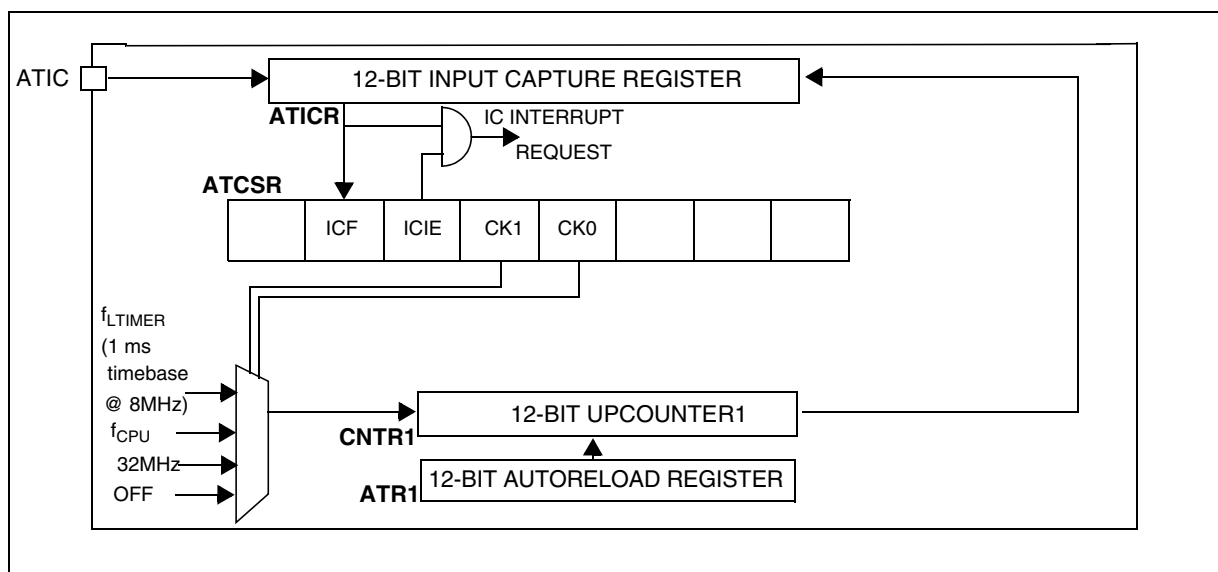 ATIC
12-BIT INPUT CAPTURE REGISTER
ATICR
IC INTERRUPT
REQUEST
ATCSR
ICF
ICIE
CK1
CK0
fLTIMER
(1 ms
timebase
@ 8MHz)
fCPU
32MHz
OFF
12-BIT UPCOUNTER1
CNTR1
12-BIT AUTORELOAD REGISTER
ATR1